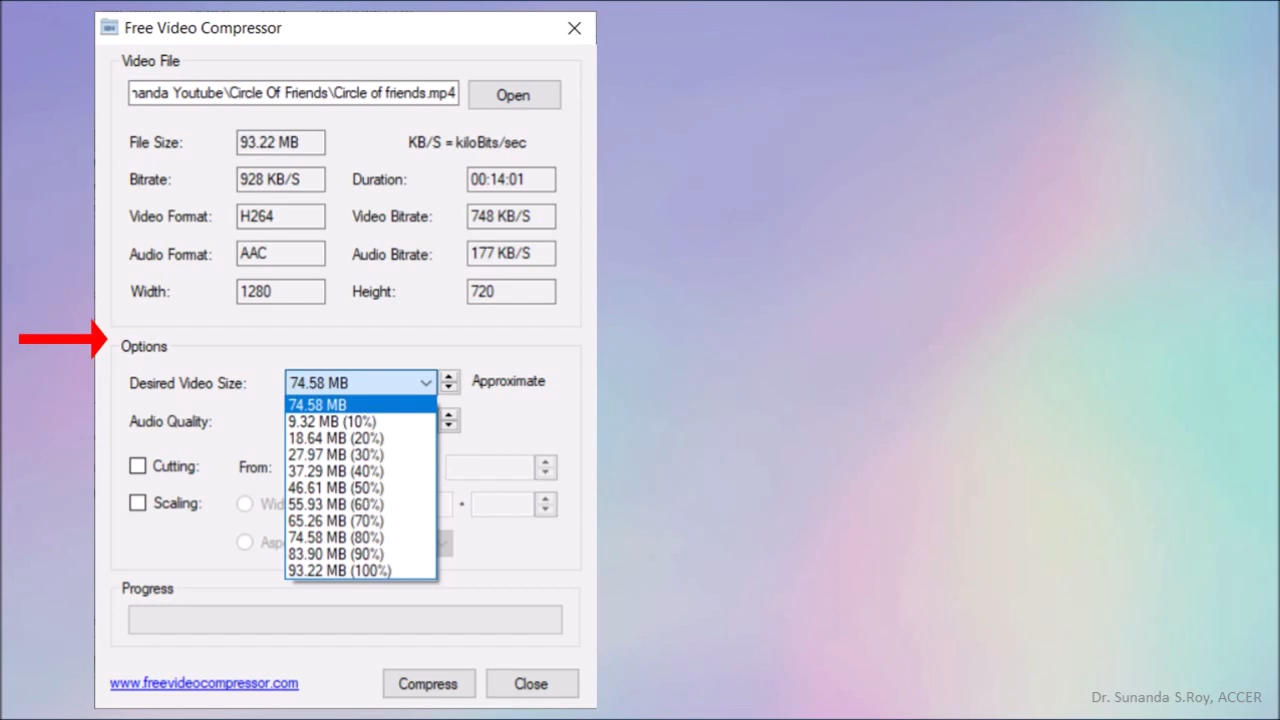 Free Video Compressor
Video File
nanda Youtube\Circle Of Friends\Circle of friends.mp4 Open
File Size: 93.22 MB KB/S = kiloBits/sec
Bitrate: 928 KB/S Duration: 00:14:01
Video Format: H264 Video Bitrate: 748 KB/S
Audio Format: AAC Audio Bitrate: 177 KB/S
Width: 1280 Height: 720
Options
Desired Video Size: 74.58 MB Approximate
74.58 MB
Audio Quality: 9.32 MB (10%)
18.64 MB (20%)
27.97 MB (30%)
Cutting: From: 37.29 MB (40%)
46.61 MB (50%)
Scaling: Wid 55.93 MB (60%)
65.26 MB (70%)
Asp 74.58 MB (80%)
83.90 MB (90%)
93.22 MB (100%)
Progress
www.freevideocompressor.com Compress Close
Dr. Sunanda S.Roy, ACCER